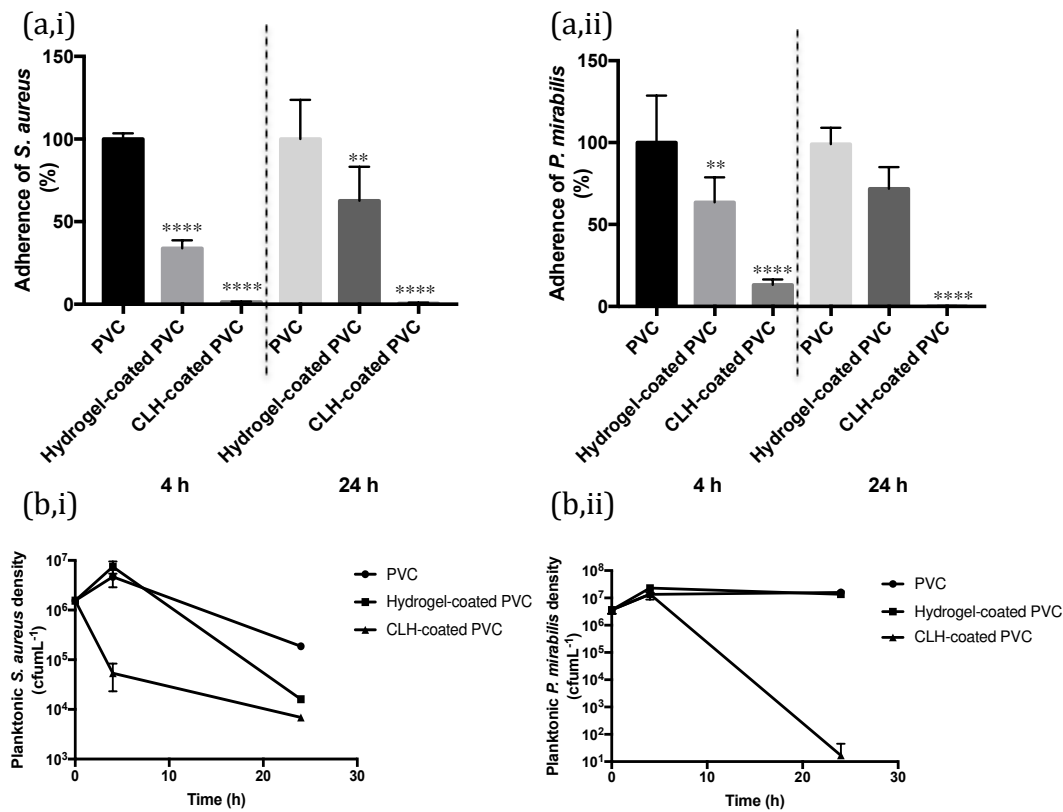 (a,i)
Adherence of S. aureus
(%)
150
100
50
0
****
****
**
****
PVC
Hydrogel-coated PVC
CLH-coated PVC
PVC
Hydrogel-coated PVC
CLH-coated PVC
4 h
24 h
(a,ii)
Adherence of P. mirabilis
(%)
150
100
50
0
**
****
****
PVC
Hydrogel-coated PVC
CLH-coated PVC
PVC
Hydrogel-coated PVC
CLH-coated PVC
4 h
24 h
(b,i)
Planktonic S. aureus density
(cfumL-1)
10⁷
10⁶
10⁵
10⁴
10³
0
10
20
30
Time (h)
PVC
Hydrogel-coated PVC
CLH-coated PVC
(b,ii)
Planktonic P. mirabilis density
(cfumL-1)
10⁸
10⁷
10⁶
10⁵
10⁴
10³
10²
10¹
0
10
20
30
Time (h)
PVC
Hydrogel-coated PVC
CLH-coated PVC